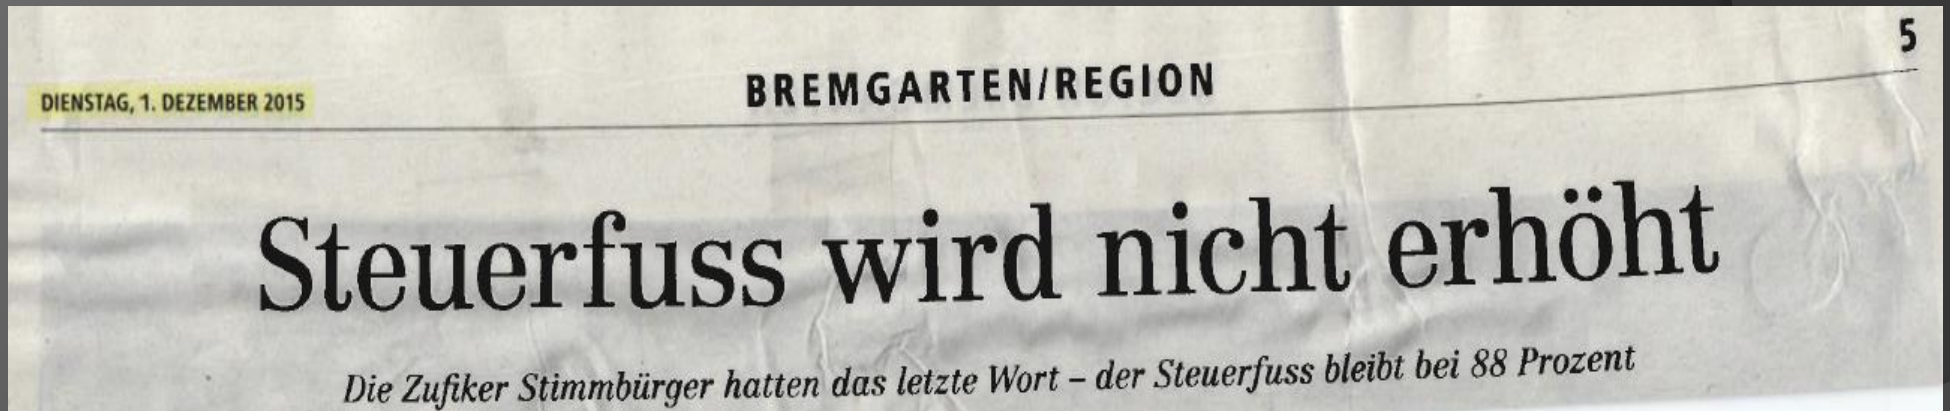 5
DIENSTAG, 1. DEZEMBER 2015
BREMGARTEN/REGION
Steuerfuss wird nicht erhöht
Die Zufiker Stimmbürger hatten das letzte Wort – der Steuerfuss bleibt bei 88 Prozent